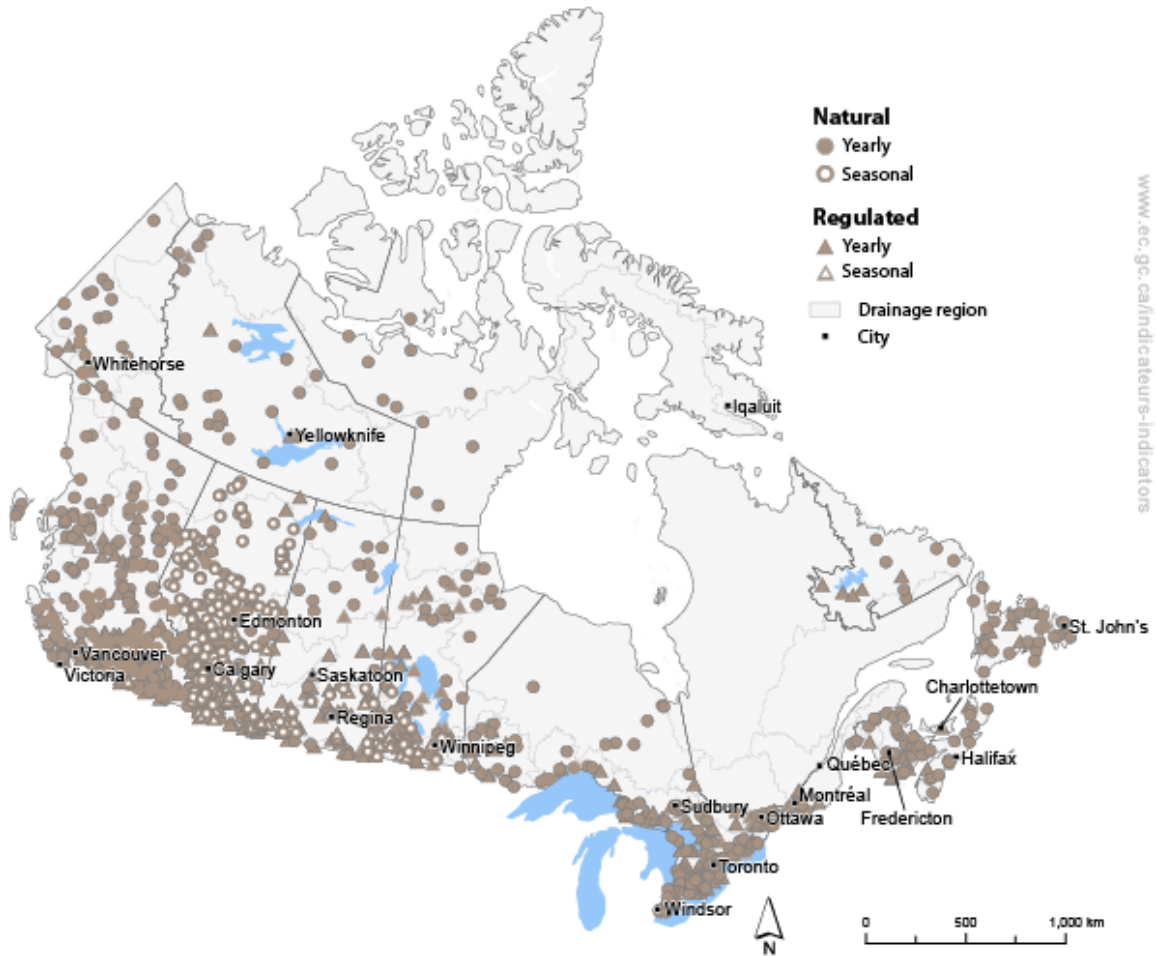 Natural
Yearly
Seasonal
Regulated
Yearly
Seasonal
Drainage region
City
www.ec.gc.ca/indicateurs-indicators
Whitehorse
Iqaluit
Yellowknife
Edmonton
St. John's
Vancouver
Victoria
Calgary
Saskatoon
Charlottetown
Regina
Winnipeg
Halifax
Québec
Montréal
Sudbury
Ottawa
Fredericton
Toronto
Windsor
N
0 500 1,000 km